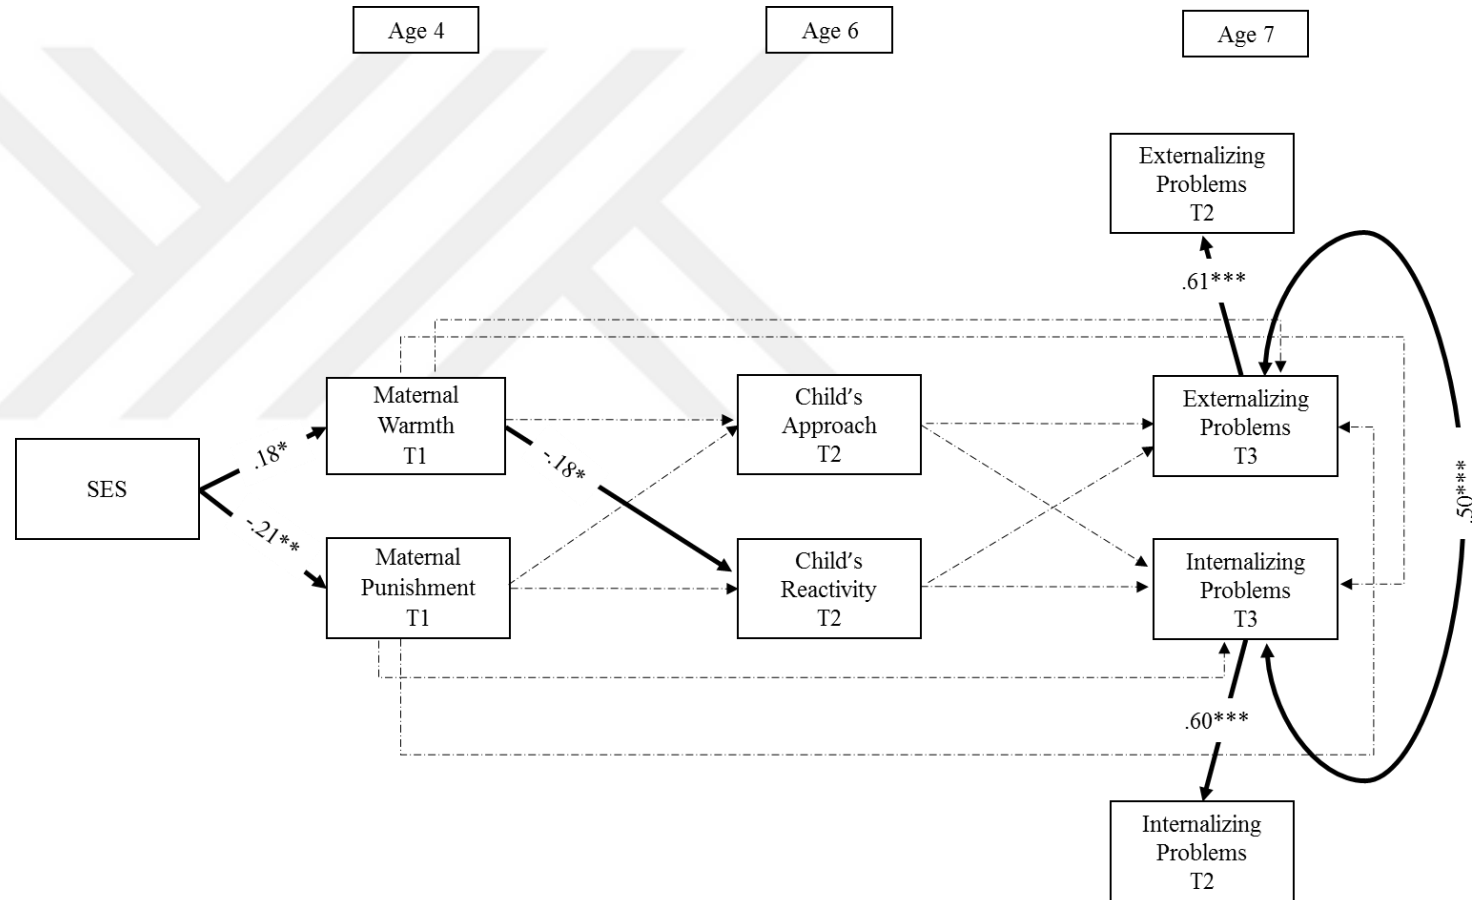 Age 4
Age 6
Age 7
Externalizing
Problems
T2
.61***
Maternal
Warmth
T1
Child's
Approach
T2
Externalizing
Problems
T3
SES
.18*
-.18*
-.21**
.50***
Maternal
Punishment
T1
Child's
Reactivity
T2
Internalizing
Problems
T3
.60***
Internalizing
Problems
T2